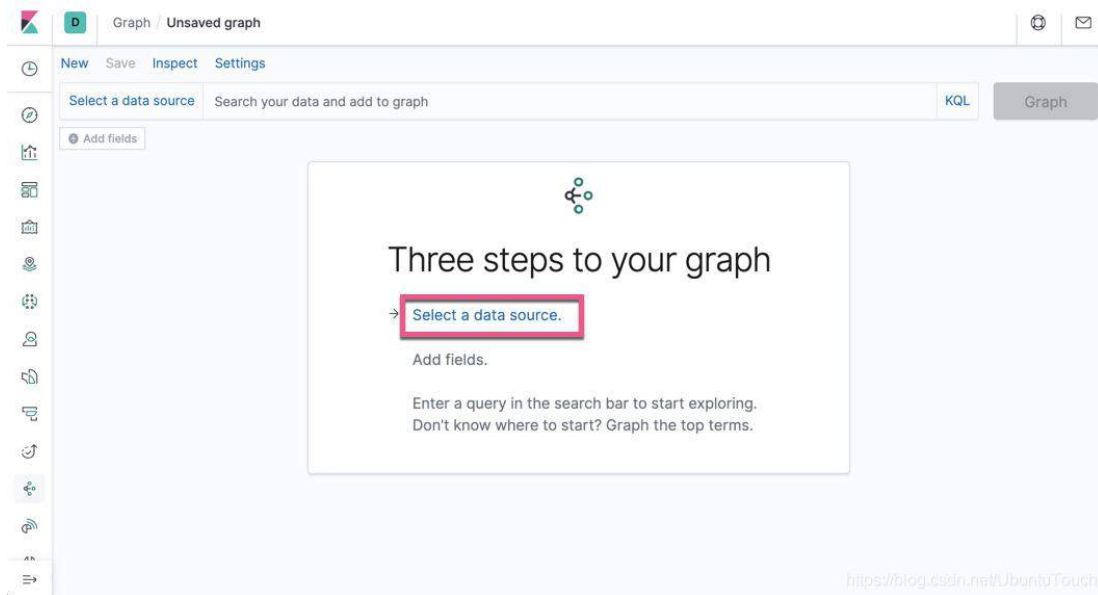 D Graph / Unsaved graph
New Save Inspect Settings
Select a data source Search your data and add to graph KQL Graph
Add fields
Three steps to your graph
→ Select a data source.
Add fields.
Enter a query in the search bar to start exploring.
Don't know where to start? Graph the top terms.
https://blog.csdn.net/UbuntuTouch